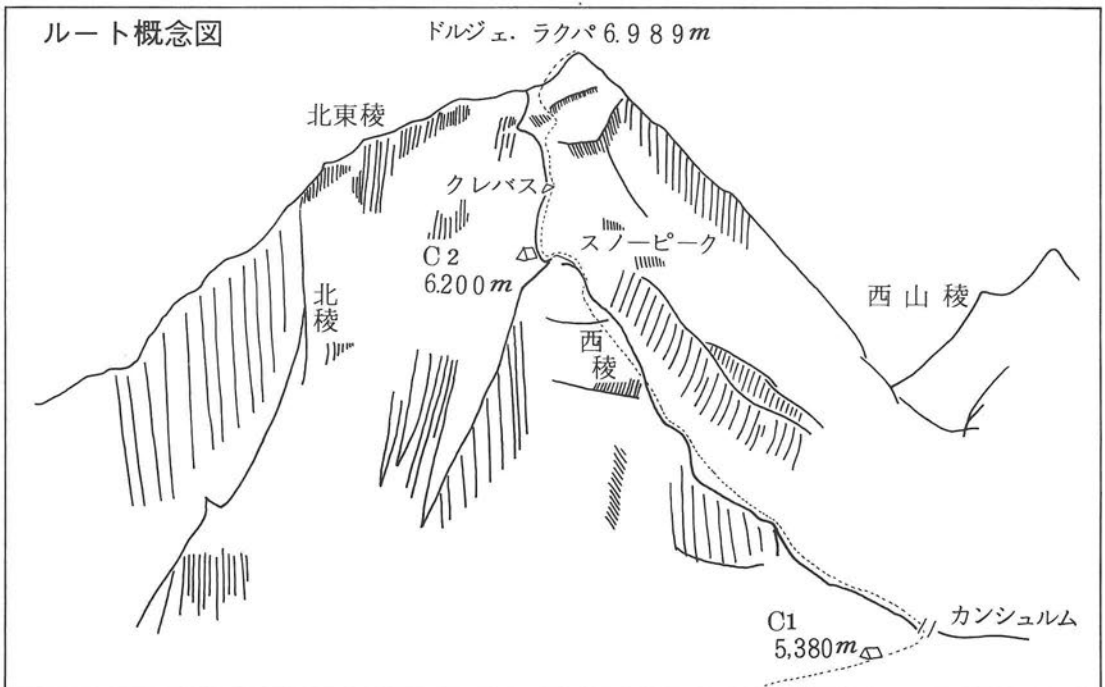 ルート概念図
ドルジェ. ラクパ 6.989m
北東稜
クレバス
スノーピーク
C2
6.200m
北稜
西稜
西山稜
C1
5,380m
カンシュルム